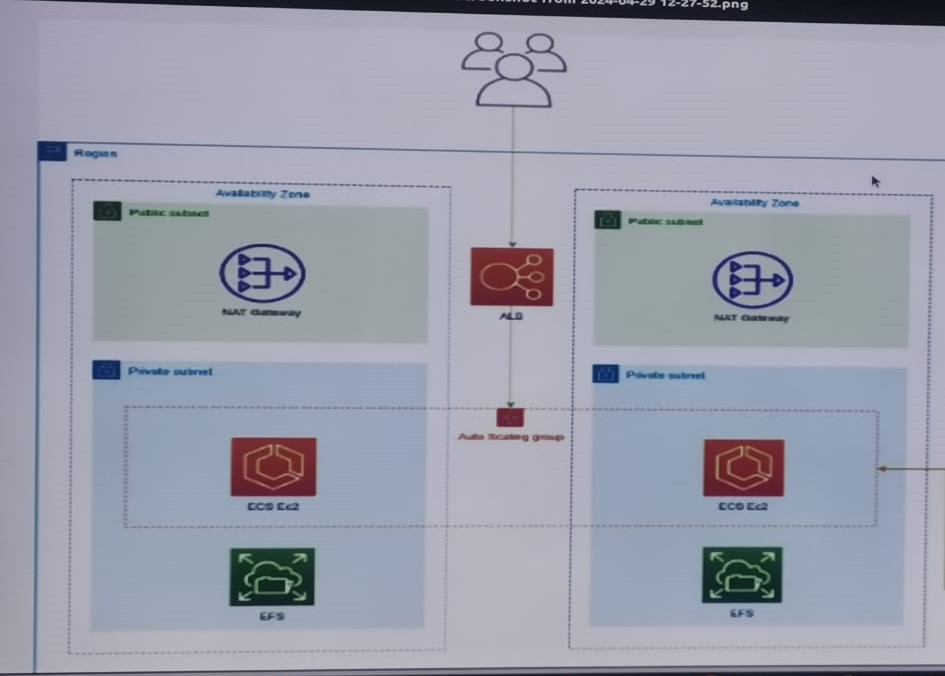 Screenshot from 2024-04-29 12-27-52.png
Region
Availability Zone
Availability Zone
Public subnet
Public subnet
NAT Gateway
NAT Gateway
ALB
Private subnet
Private subnet
Auto Scaling group
ECS Ec2
ECS Ec2
EFS
EFS